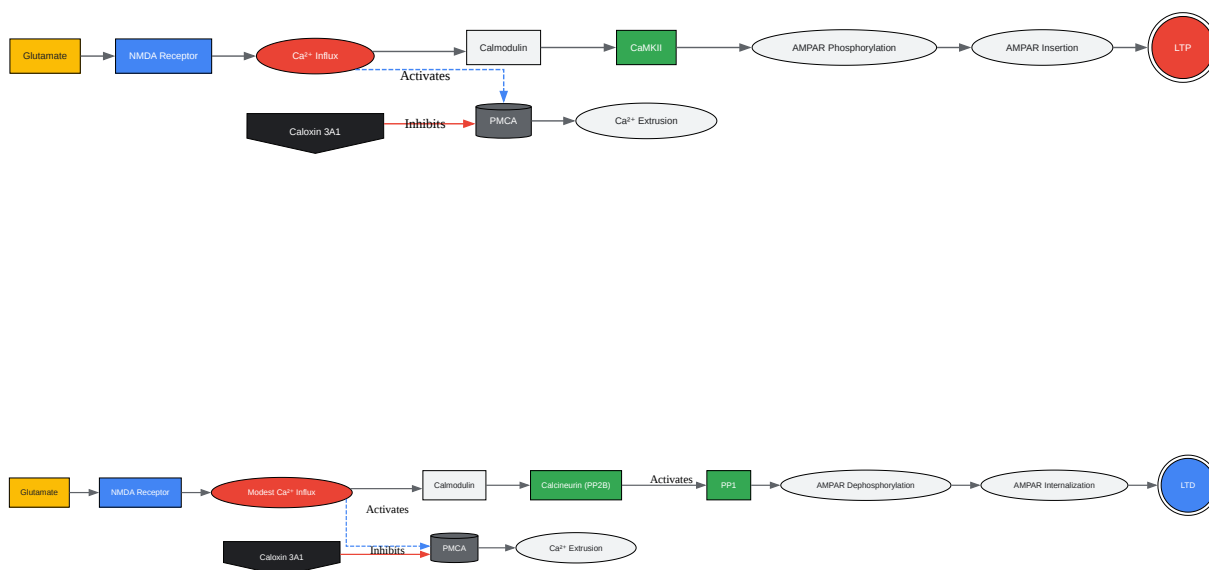 Glutamate
NMDA Receptor
Ca²⁺ Influx
Calmodulin
CaMKII
AMPAR Phosphorylation
AMPAR Insertion
LTP
Activates
Caloxin 3A1
Inhibits
PMCA
Ca²⁺ Extrusion
Glutamate
NMDA Receptor
Modest Ca²⁺ Influx
Calmodulin
Calcineurin (PP2B)
Activates
PP1
AMPAR Dephosphorylation
AMPAR Internalization
LTD
Activates
Caloxin 3A1
Inhibits
PMCA
Ca²⁺ Extrusion